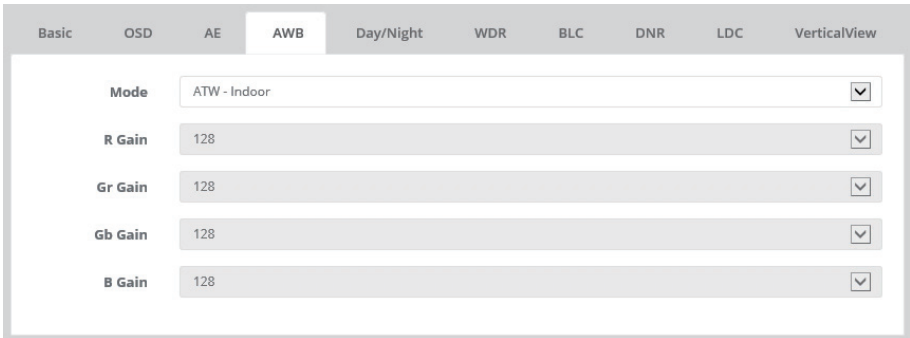 Basic OSD AE AWB Day/Night WDR BLC DNR LDC VerticalView
Mode ATW - Indoor
R Gain 128
Gr Gain 128
Gb Gain 128
B Gain 128